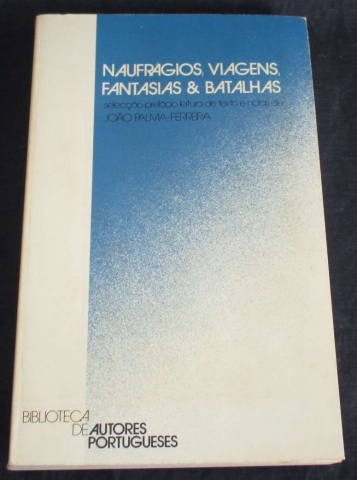 NAUFRÁGIOS, VIAGENS,
FANTASIAS & BATALHAS
selecção prefácio leitura de texto e notas de
JOÃO PALMA-FERREIRA
BIBLIOTECA
DE AUTORES
PORTUGUESES